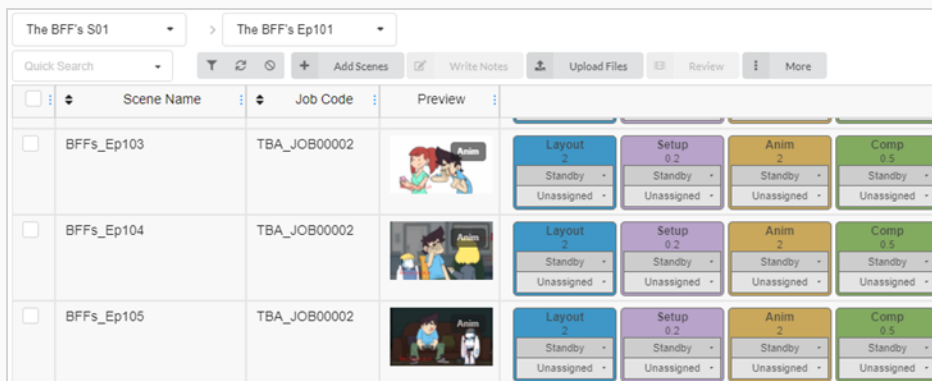 The BFF's S01 > The BFF's Ep101
Quick Search Add Scenes Write Notes Upload Files Review More
Scene Name Job Code Preview
BFFs_Ep103 TBA_JOB00002 Anim Layout Setup Anim Comp
2 0.2 2 0.5
Standby Standby Standby Standby
Unassigned Unassigned Unassigned Unassigned
BFFs_Ep104 TBA_JOB00002 Anim Layout Setup Anim Comp
2 0.2 2 0.5
Standby Standby Standby Standby
Unassigned Unassigned Unassigned Unassigned
BFFs_Ep105 TBA_JOB00002 Anim Layout Setup Anim Comp
2 0.2 2 0.5
Standby Standby Standby Standby
Unassigned Unassigned Unassigned Unassigned